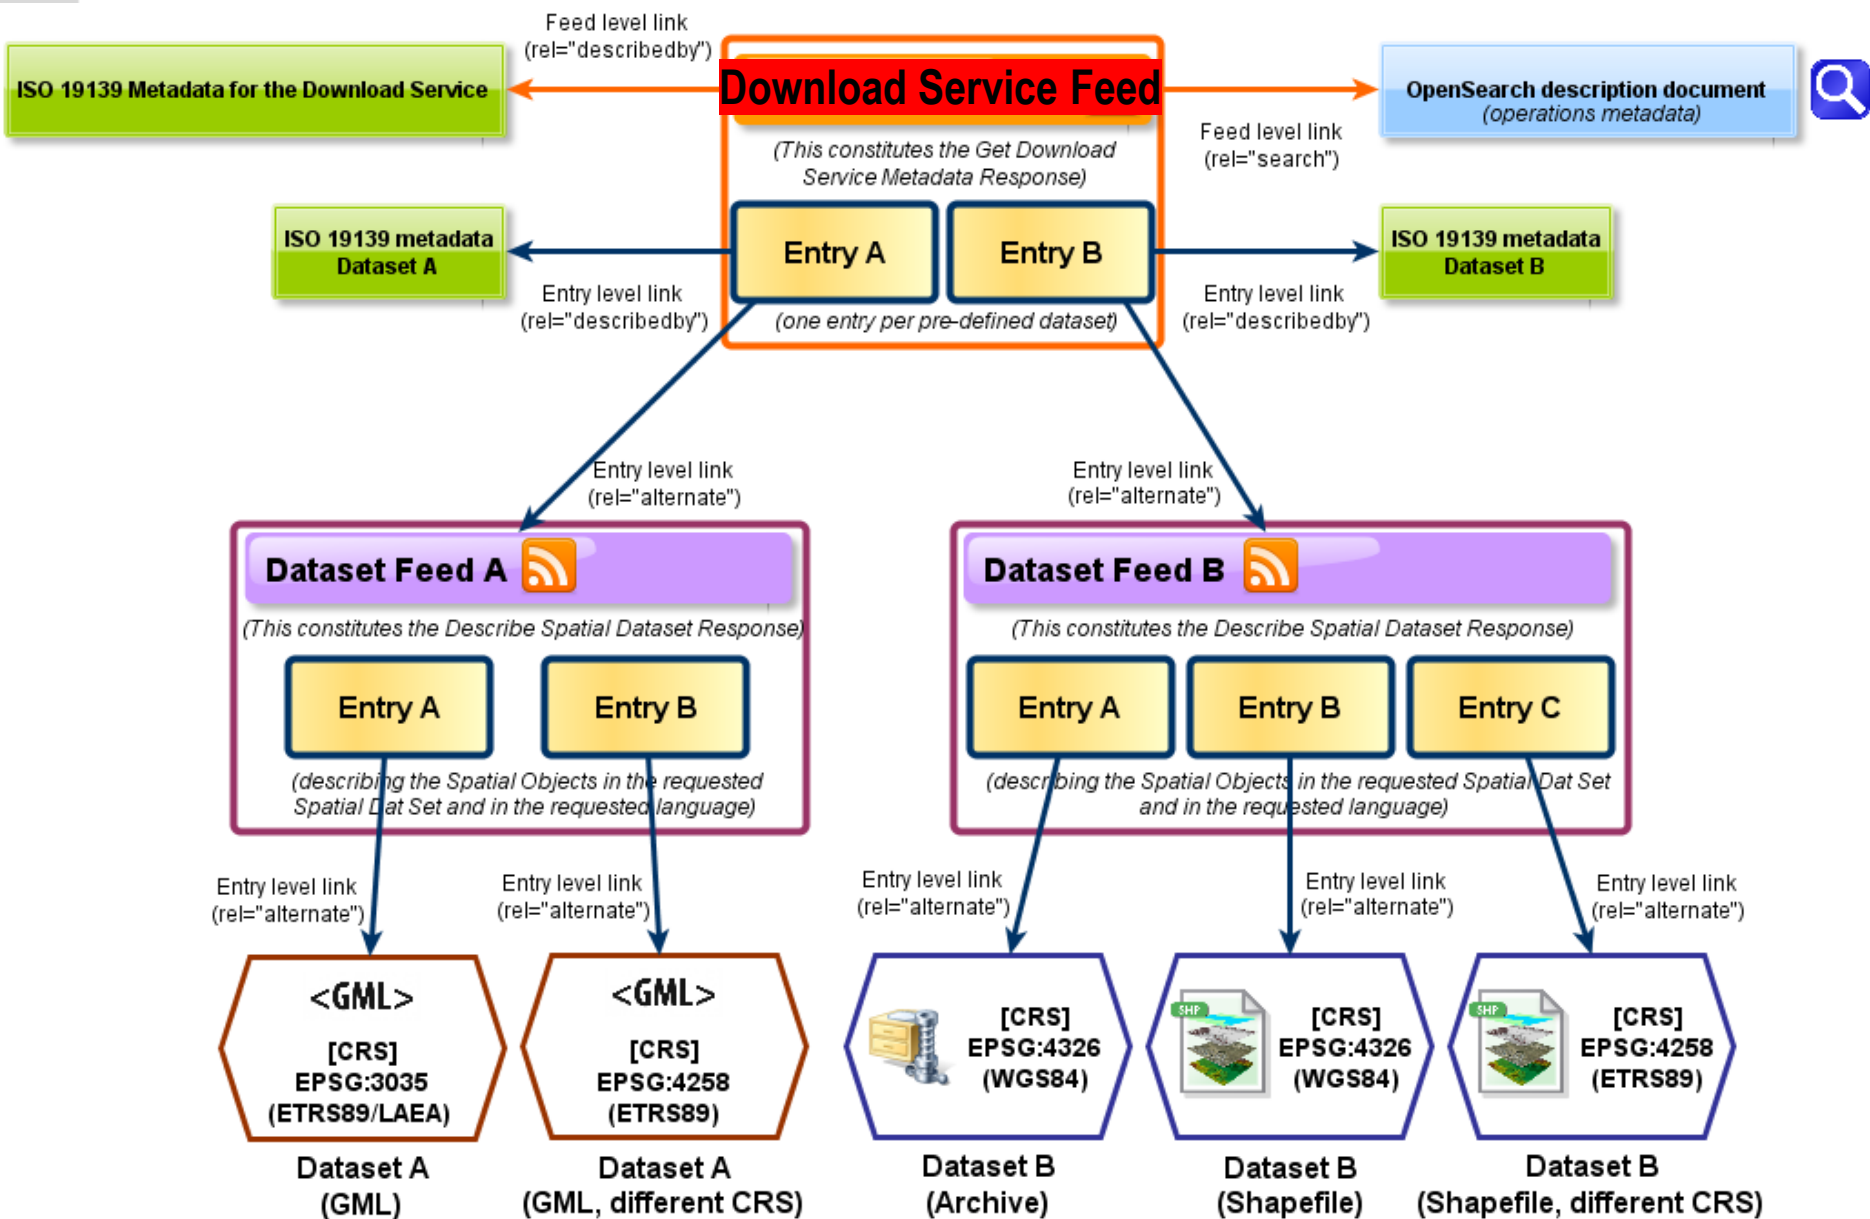 Feed level link
(rel="describedby")
ISO 19139 Metadata for the Download Service
Download Service Feed
OpenSearch description document
(operations metadata)
Feed level link
(rel="search")
(This constitutes the Get Download
Service Metadata Response)
ISO 19139 metadata
Dataset A
Entry A
Entry B
ISO 19139 metadata
Dataset B
Entry level link
(rel="describedby")
(one entry per pre-defined dataset)
Entry level link
(rel="describedby")
Entry level link
(rel="alternate")
Entry level link
(rel="alternate")
Dataset Feed A
(This constitutes the Describe Spatial Dataset Response)
Entry A
Entry B
(describing the Spatial Objects in the requested
Spatial Dat Set and in the requested language)
Dataset Feed B
(This constitutes the Describe Spatial Dataset Response)
Entry A
Entry B
Entry C
(describing the Spatial Objects in the requested Spatial Dat Set
and in the requested language)
Entry level link
(rel="alternate")
Entry level link
(rel="alternate")
Entry level link
(rel="alternate")
Entry level link
(rel="alternate")
Entry level link
(rel="alternate")
<GML>
[CRS]
EPSG:3035
(ETRS89/LAEA)
Dataset A
(GML)
<GML>
[CRS]
EPSG:4258
(ETRS89)
Dataset A
(GML, different CRS)
[CRS]
EPSG:4326
(WGS84)
Dataset B
(Archive)
SHP
[CRS]
EPSG:4326
(WGS84)
Dataset B
(Shapefile)
SHP
[CRS]
EPSG:4258
(ETRS89)
Dataset B
(Shapefile, different CRS)